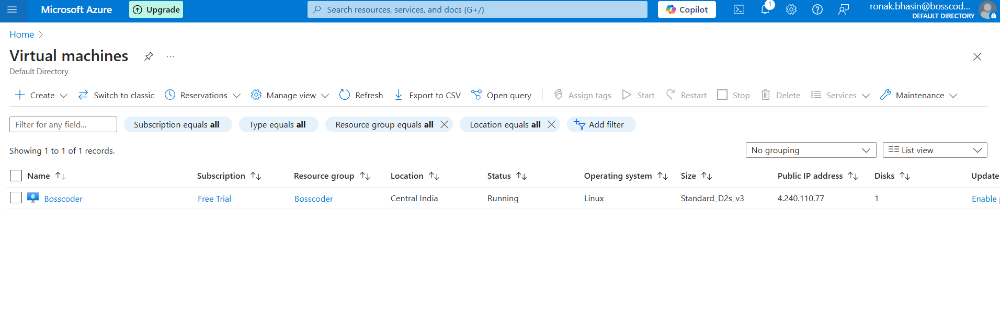 Microsoft Azure Upgrade Search resources, services, and docs (G+/) Copilot 1 ronak.bhasin@bosscod...
DEFAULT DIRECTORY
Home
Virtual machines ...
Default Directory
Create Switch to classic Reservations Manage view Refresh Export to CSV Open query Assign tags Start Restart Stop Delete Services Maintenance
Filter for any field... Subscription equals all Type equals all Resource group equals all Location equals all Add filter
Showing 1 to 1 of 1 records. No grouping List view
Name Subscription Resource group Location Status Operating system Size Public IP address Disks Update
Bosscoder Free Trial Bosscoder Central India Running Linux Standard_D2s_v3 4.240.110.77 1 Enable